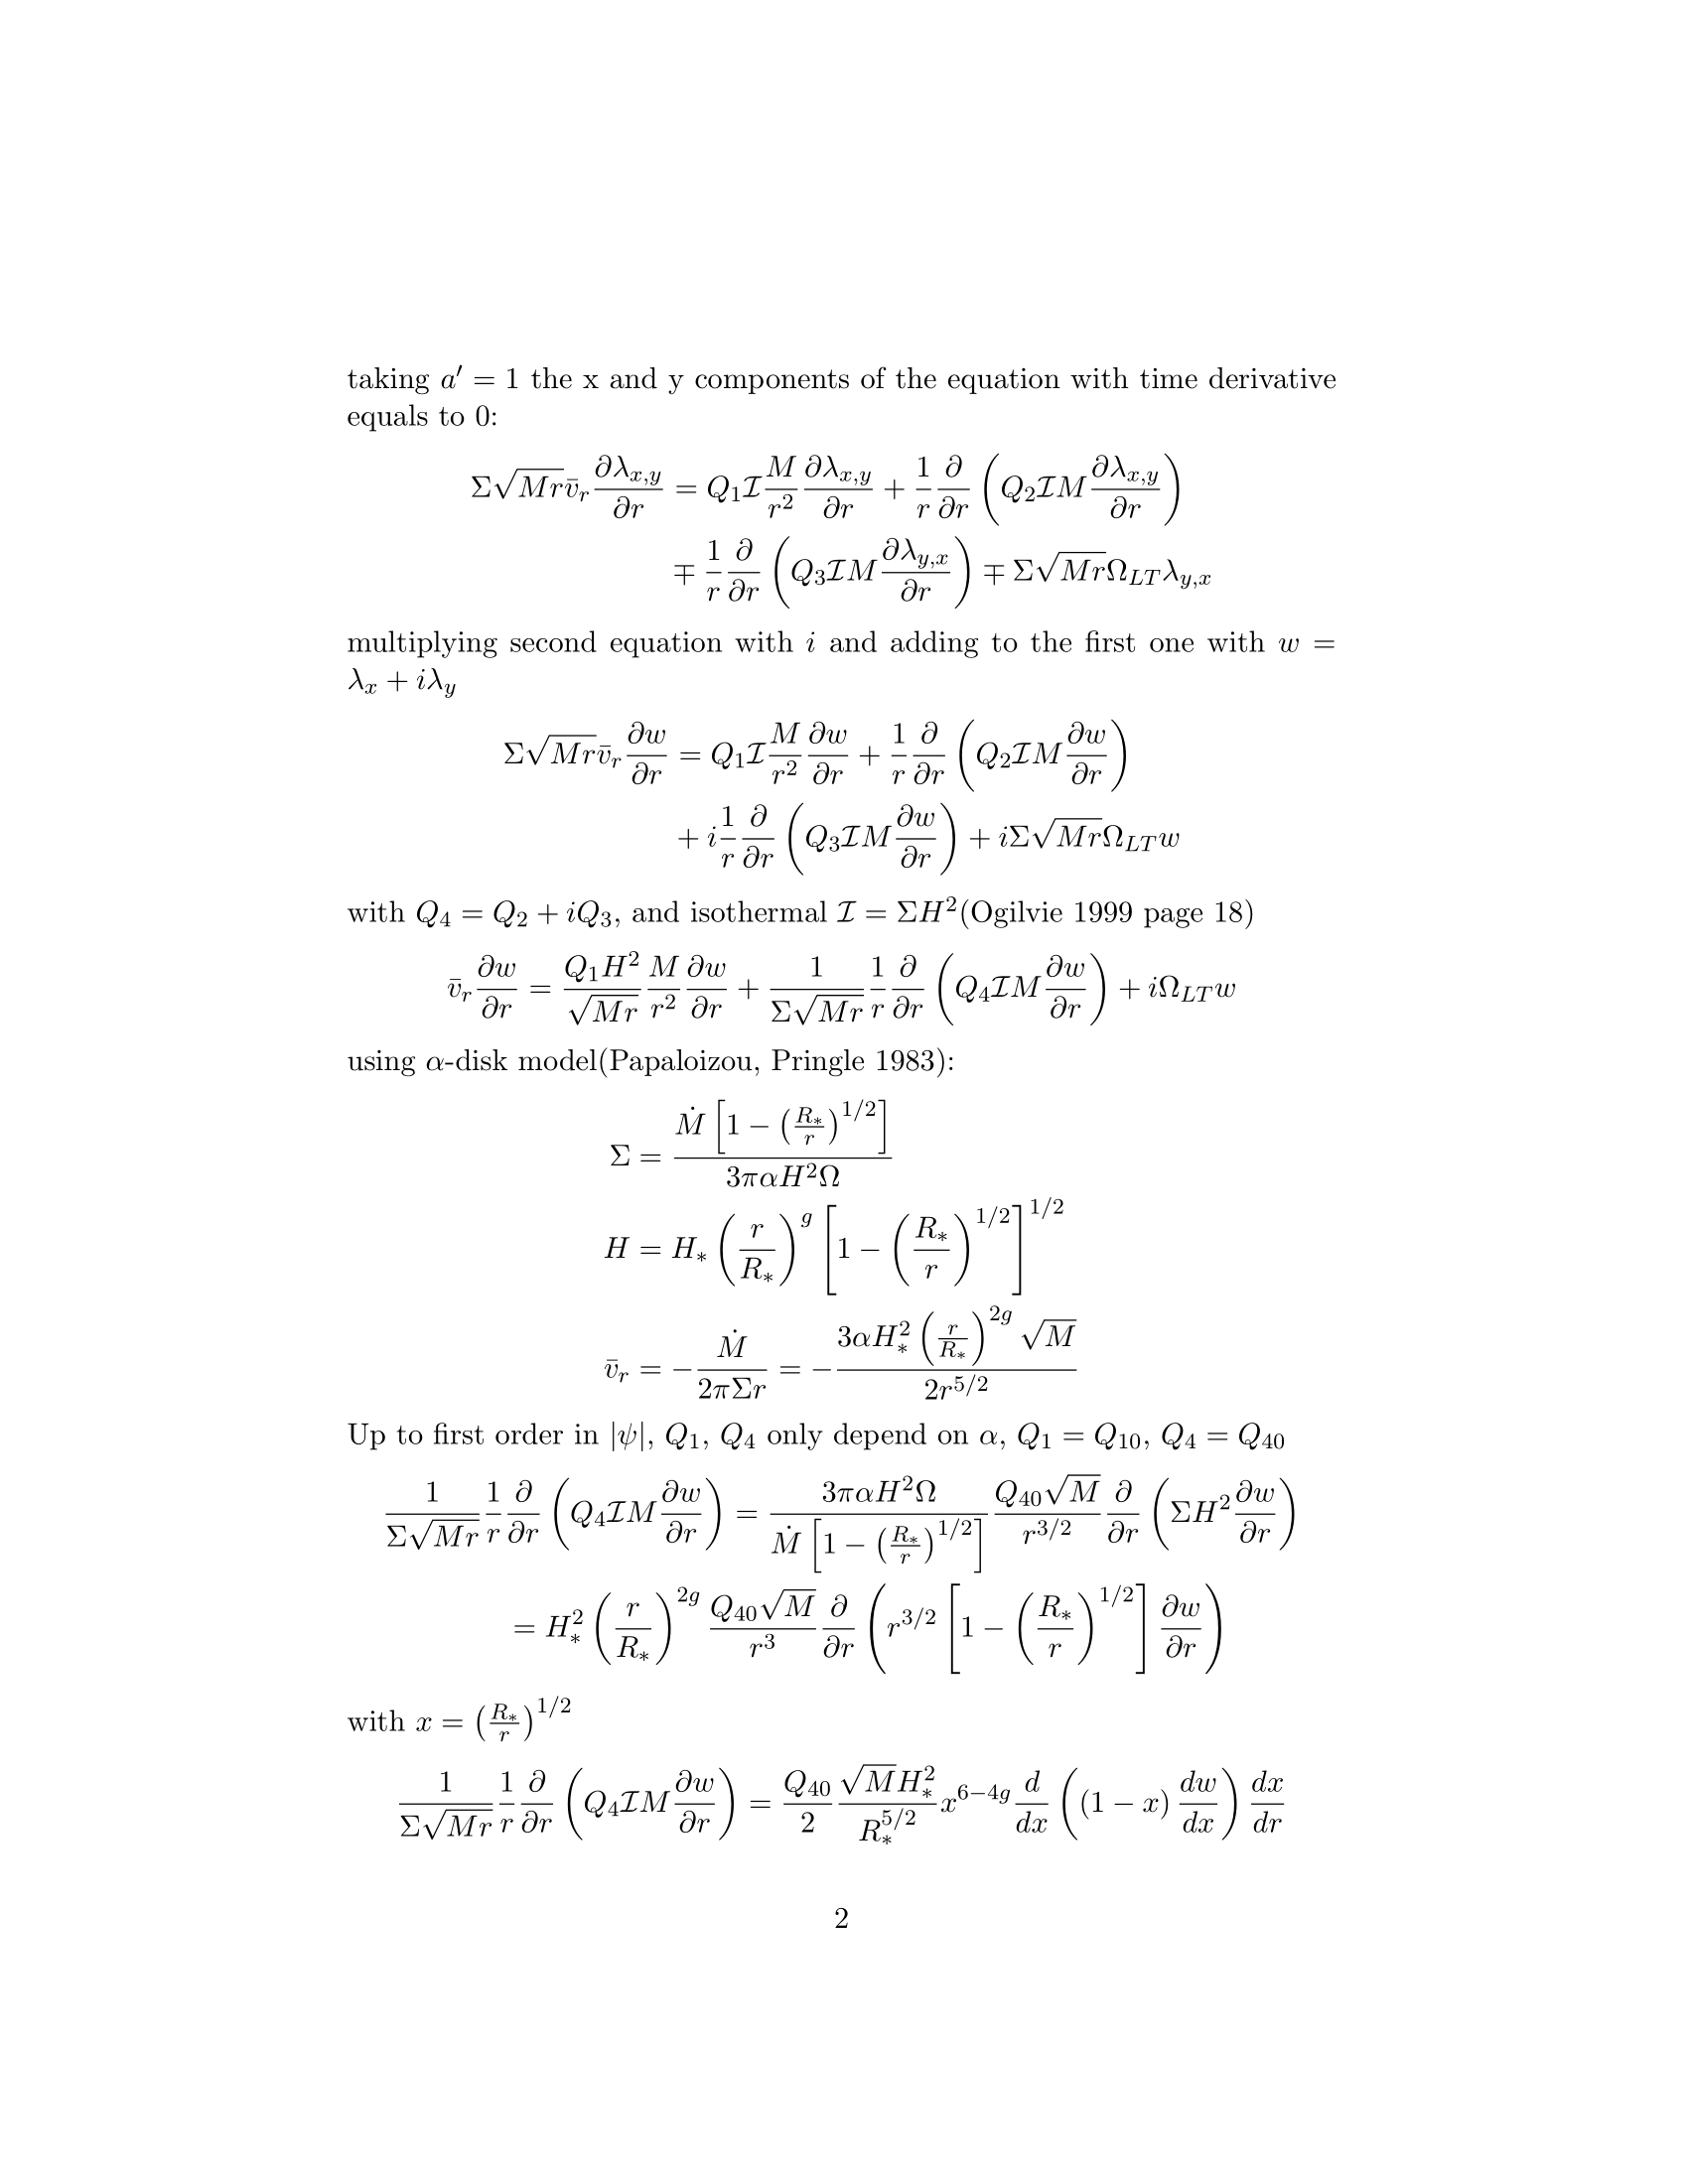 taking $a' = 1$ the x and y components of the equation with time derivative
equals to 0:
$\Sigma\sqrt{Mr}\bar{v}_r\frac{\partial\lambda_{x,y}}{\partial r} = Q_1\mathcal{I}\frac{M}{r^2}\frac{\partial\lambda_{x,y}}{\partial r} + \frac{1}{r}\frac{\partial}{\partial r}\left(Q_2\mathcal{I}M\frac{\partial\lambda_{x,y}}{\partial r}\right)$
$\mp \frac{1}{r}\frac{\partial}{\partial r}\left(Q_3\mathcal{I}M\frac{\partial\lambda_{y,x}}{\partial r}\right) \mp \Sigma\sqrt{Mr}\Omega_{LT}\lambda_{y,x}$
multiplying second equation with $i$ and adding to the first one with $w =$
$\lambda_x + i\lambda_y$
$\Sigma\sqrt{Mr}\bar{v}_r\frac{\partial w}{\partial r} = Q_1\mathcal{I}\frac{M}{r^2}\frac{\partial w}{\partial r} + \frac{1}{r}\frac{\partial}{\partial r}\left(Q_2\mathcal{I}M\frac{\partial w}{\partial r}\right)$
$+ i\frac{1}{r}\frac{\partial}{\partial r}\left(Q_3\mathcal{I}M\frac{\partial w}{\partial r}\right) + i\Sigma\sqrt{Mr}\Omega_{LT}w$
with $Q_4 = Q_2 + iQ_3$, and isothermal $\mathcal{I} = \Sigma H^2$(Ogilvie 1999 page 18)
$\bar{v}_r\frac{\partial w}{\partial r} = \frac{Q_1H^2}{\sqrt{Mr}}\frac{M}{r^2}\frac{\partial w}{\partial r} + \frac{1}{\Sigma\sqrt{Mr}}\frac{1}{r}\frac{\partial}{\partial r}\left(Q_4\mathcal{I}M\frac{\partial w}{\partial r}\right) + i\Omega_{LT}w$
using $\alpha$-disk model(Papaloizou, Pringle 1983):
$\Sigma = \frac{\dot{M}\left[1-\left(\frac{R_*}{r}\right)^{1/2}\right]}{3\pi\alpha H^2\Omega}$
$H = H_*\left(\frac{r}{R_*}\right)^g\left[1-\left(\frac{R_*}{r}\right)^{1/2}\right]^{1/2}$
$\bar{v}_r = -\frac{\dot{M}}{2\pi\Sigma r} = -\frac{3\alpha H_*^2\left(\frac{r}{R_*}\right)^{2g}\sqrt{M}}{2r^{5/2}}$
Up to first order in $|\psi|$, $Q_1$, $Q_4$ only depend on $\alpha$, $Q_1 = Q_{10}$, $Q_4 = Q_{40}$
$\frac{1}{\Sigma\sqrt{Mr}}\frac{1}{r}\frac{\partial}{\partial r}\left(Q_4\mathcal{I}M\frac{\partial w}{\partial r}\right) = \frac{3\pi\alpha H^2\Omega}{\dot{M}\left[1-\left(\frac{R_*}{r}\right)^{1/2}\right]}\frac{Q_{40}\sqrt{M}}{r^{3/2}}\frac{\partial}{\partial r}\left(\Sigma H^2\frac{\partial w}{\partial r}\right)$
$= H_*^2\left(\frac{r}{R_*}\right)^{2g}\frac{Q_{40}\sqrt{M}}{r^3}\frac{\partial}{\partial r}\left(r^{3/2}\left[1-\left(\frac{R_*}{r}\right)^{1/2}\right]\frac{\partial w}{\partial r}\right)$
with $x = \left(\frac{R_*}{r}\right)^{1/2}$
$\frac{1}{\Sigma\sqrt{Mr}}\frac{1}{r}\frac{\partial}{\partial r}\left(Q_4\mathcal{I}M\frac{\partial w}{\partial r}\right) = \frac{Q_{40}}{2}\frac{\sqrt{M}H_*^2}{R_*^{5/2}}x^{6-4g}\frac{d}{dx}\left((1-x)\frac{dw}{dx}\right)\frac{dx}{dr}$
2